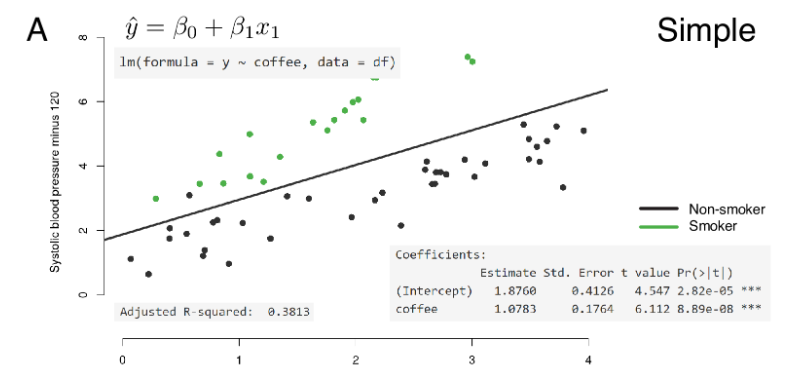 A
ŷ = β₀ + β₁x₁
Simple
lm(formula = y ~ coffee, data = df)
Systolic blood pressure minus 120
8
6
4
2
0
Non-smoker
Smoker
Coefficients:
Estimate Std. Error t value Pr(>|t|)
(Intercept) 1.8760 0.4126 4.547 2.82e-05 ***
coffee 1.0783 0.1764 6.112 8.89e-08 ***
Adjusted R-squared: 0.3813
0 1 2 3 4